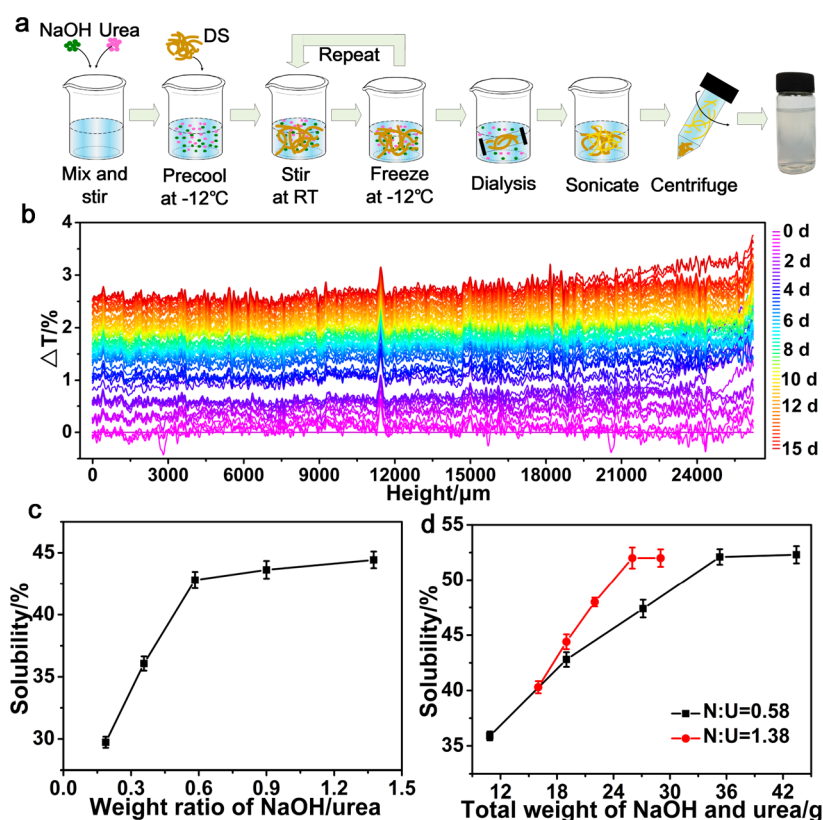 a
NaOH Urea
DS
Repeat
Mix and
stir
Precool
at -12℃
Stir
at RT
Freeze
at -12℃
Dialysis
Sonicate
Centrifuge
b
△T/%
4
3
2
1
0
0 3000 6000 9000 12000 15000 18000 21000 24000
Height/μm
0 d
2 d
4 d
6 d
8 d
10 d
12 d
15 d
c
Solubility/%
45
40
35
30
0.0 0.3 0.6 0.9 1.2 1.5
Weight ratio of NaOH/urea
d
Solubility/%
55
50
45
40
35
N:U=0.58
N:U=1.38
12 18 24 30 36 42
Total weight of NaOH and urea/g